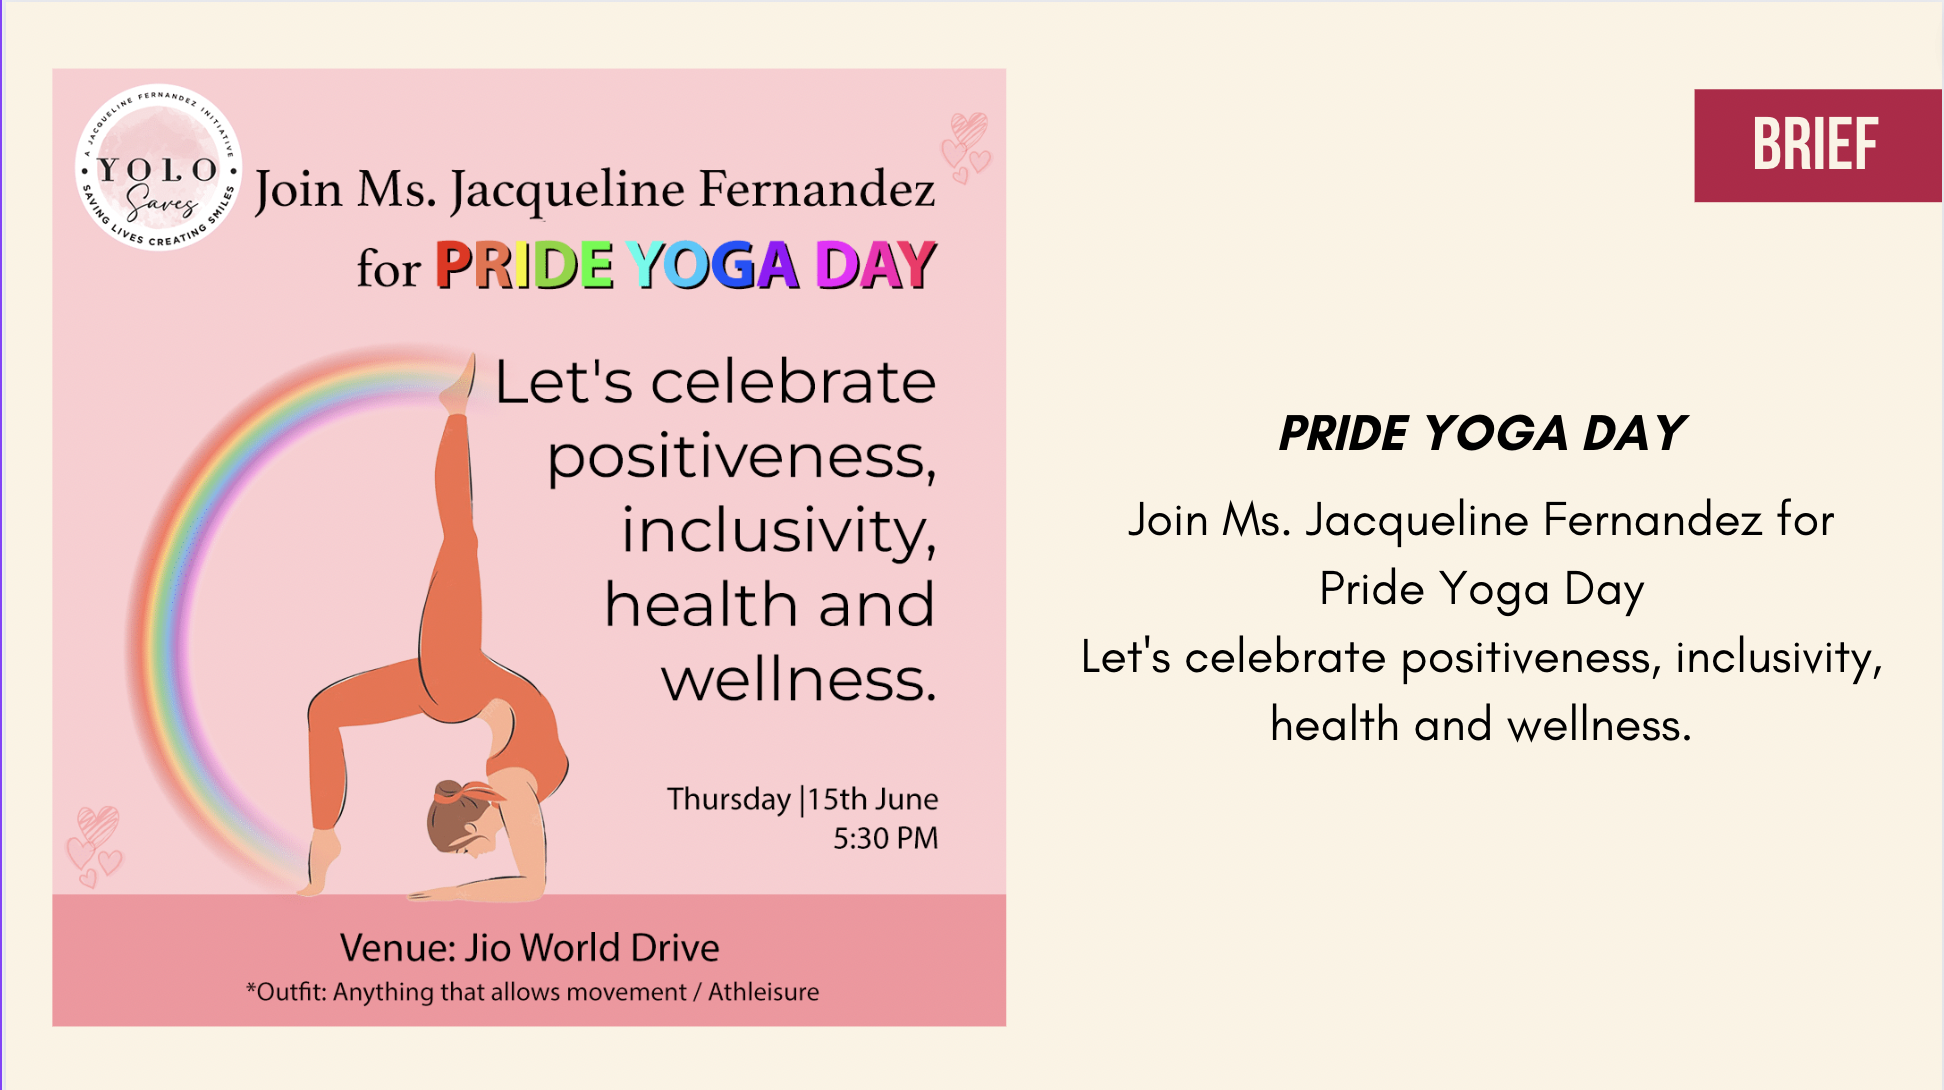 A JACQUELINE FERNANDEZ INITIATIVE
YOLO
Saves
SAVING LIVES CREATING SMILES
Join Ms. Jacqueline Fernandez
for PRIDE YOGA DAY
Let's celebrate
positiveness,
inclusivity,
health and
wellness.
Thursday |15th June
5:30 PM
Venue: Jio World Drive
*Outfit: Anything that allows movement / Athleisure
BRIEF
PRIDE YOGA DAY
Join Ms. Jacqueline Fernandez for
Pride Yoga Day
Let's celebrate positiveness, inclusivity,
health and wellness.